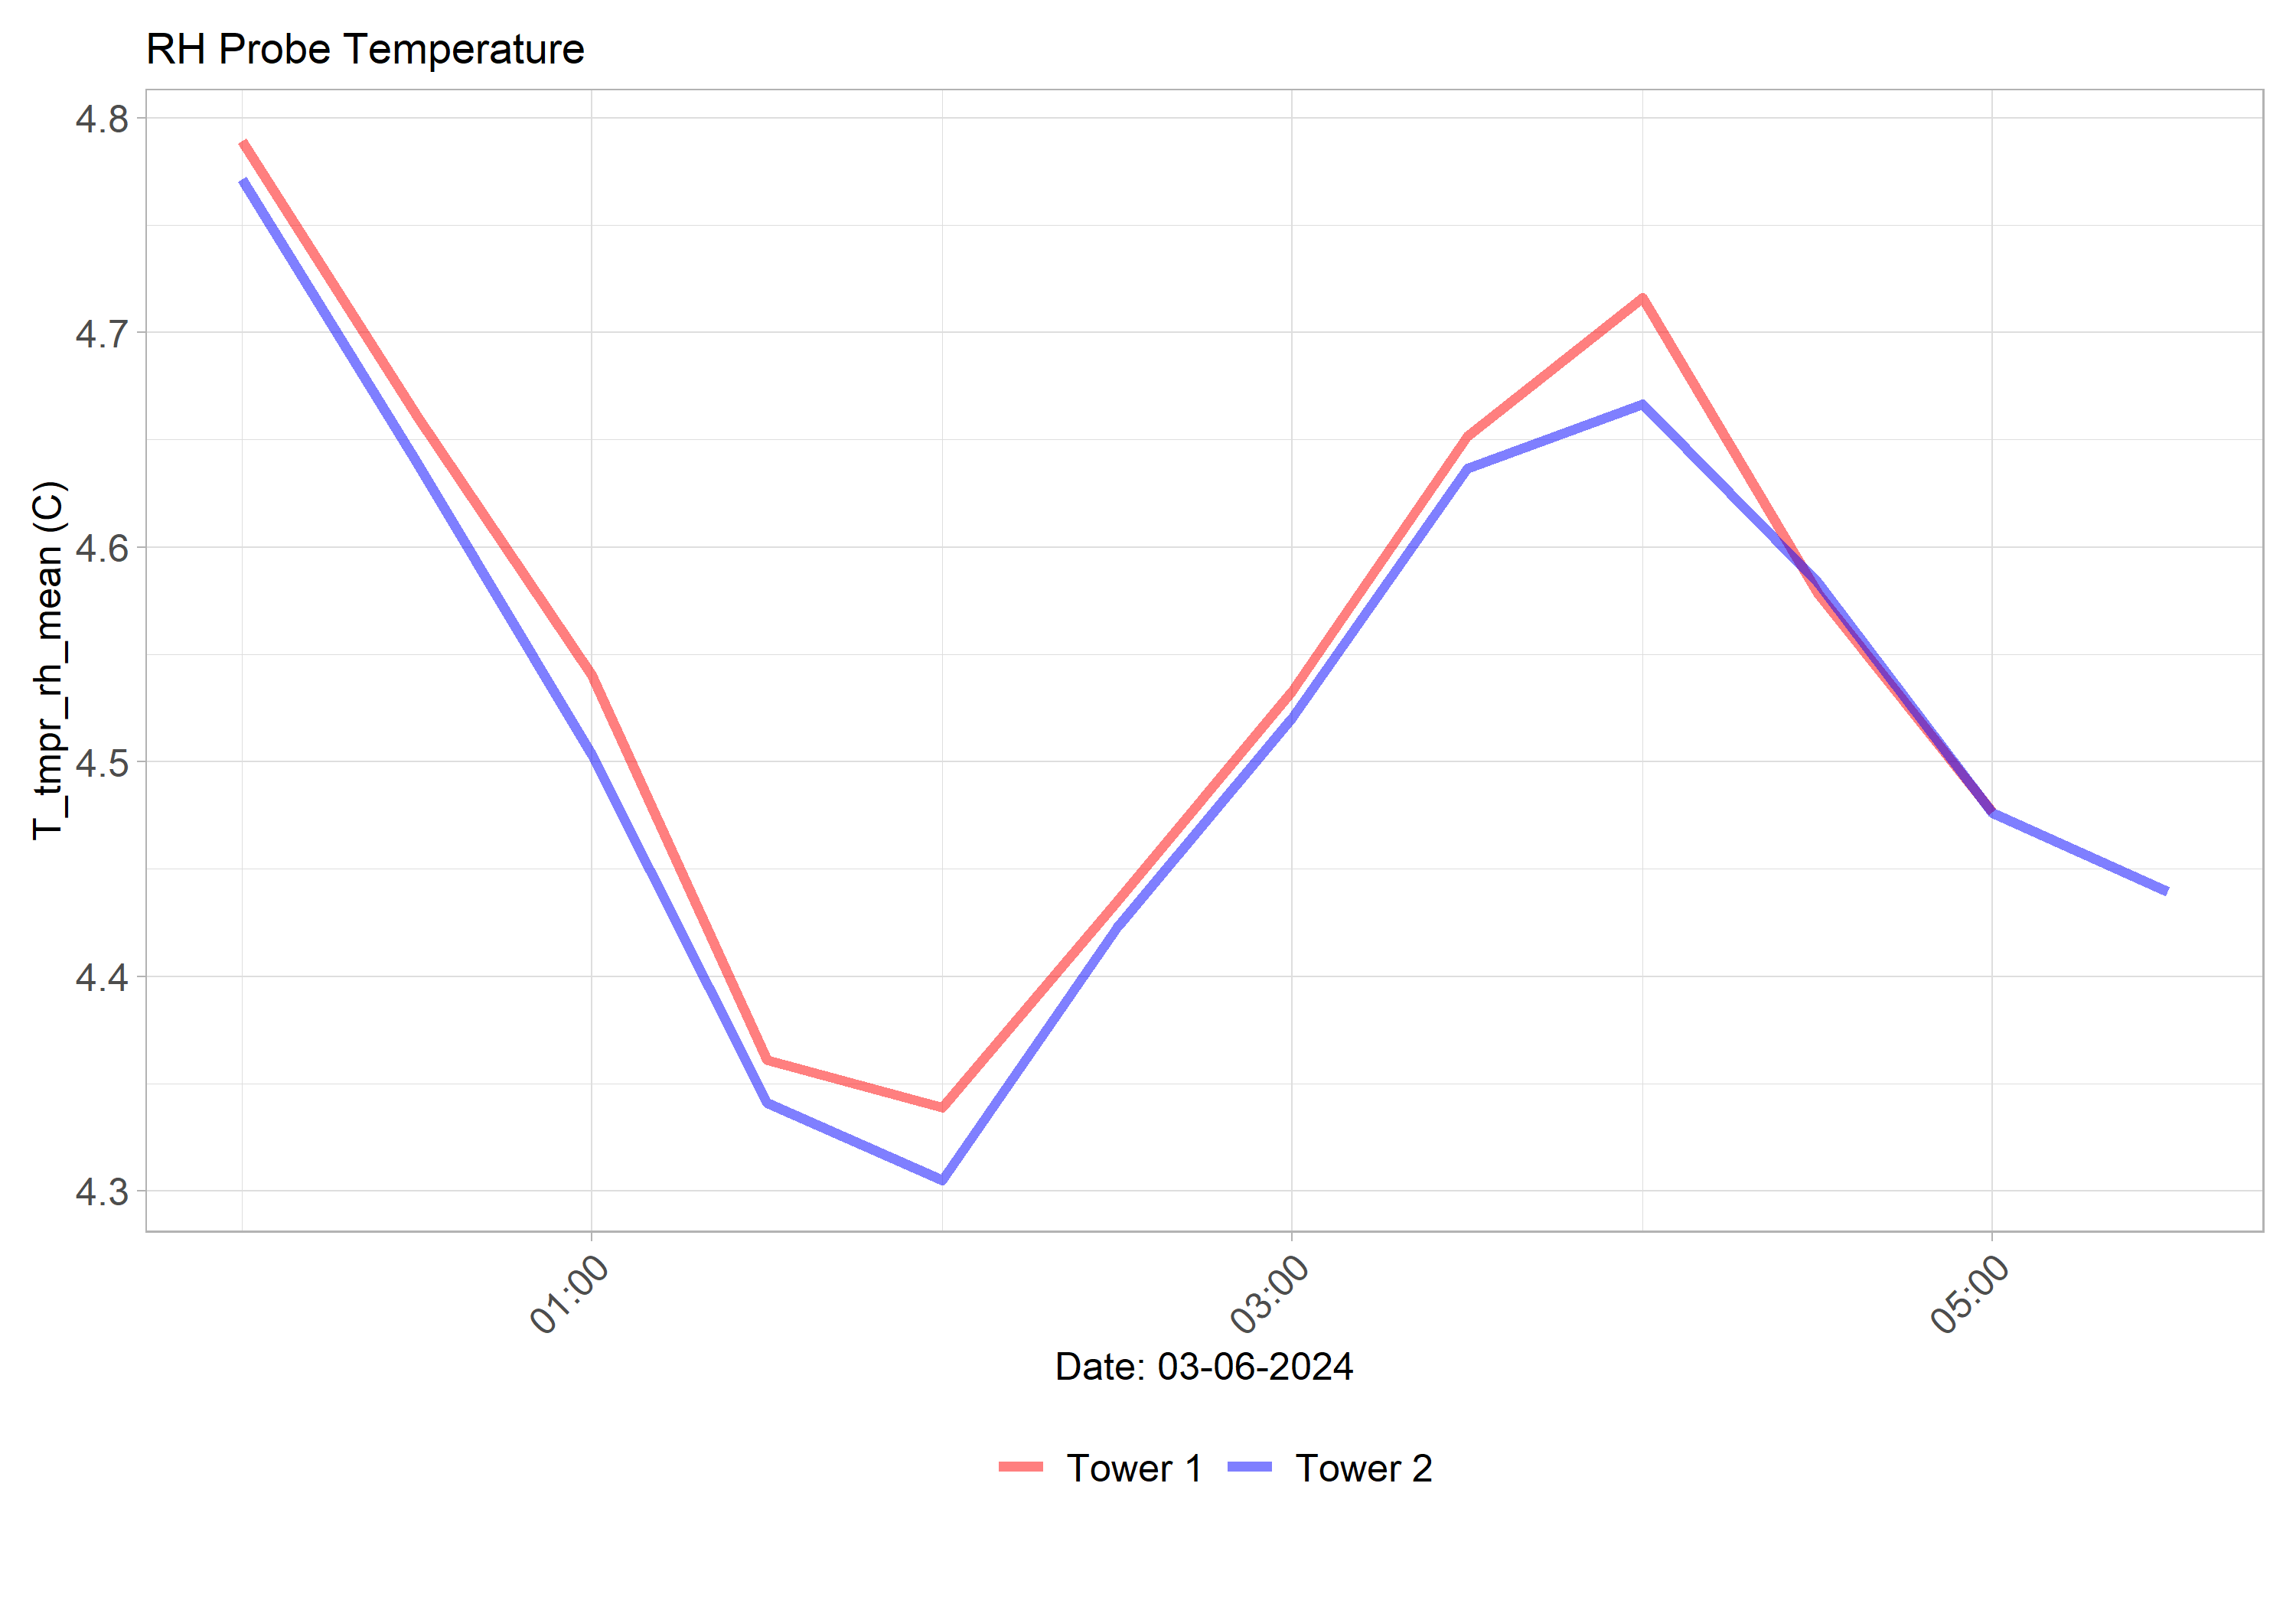 RH Probe Temperature
T_tmpr_rh_mean (C)
4.8
4.7
4.6
4.5
4.4
4.3
01:00
03:00
05:00
Date: 03-06-2024
Tower 1
Tower 2